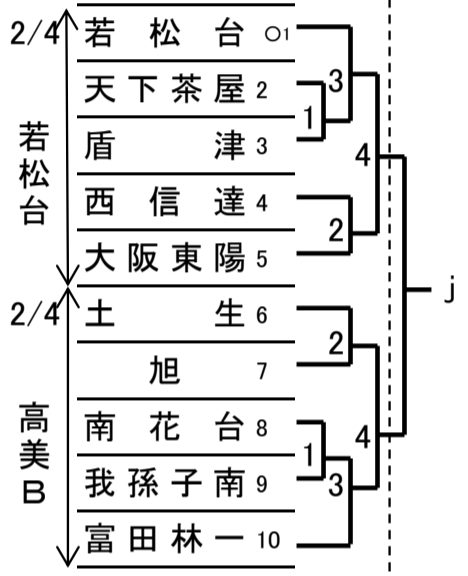 2/4
若松台
若松台 ○1
天下茶屋 2
盾津 3
西信達 4
大阪東陽 5
1
3
2
4
2/4
高美B
土生 6
旭 7
南花台 8
我孫子南 9
富田林一 10
2
1
3
4
j